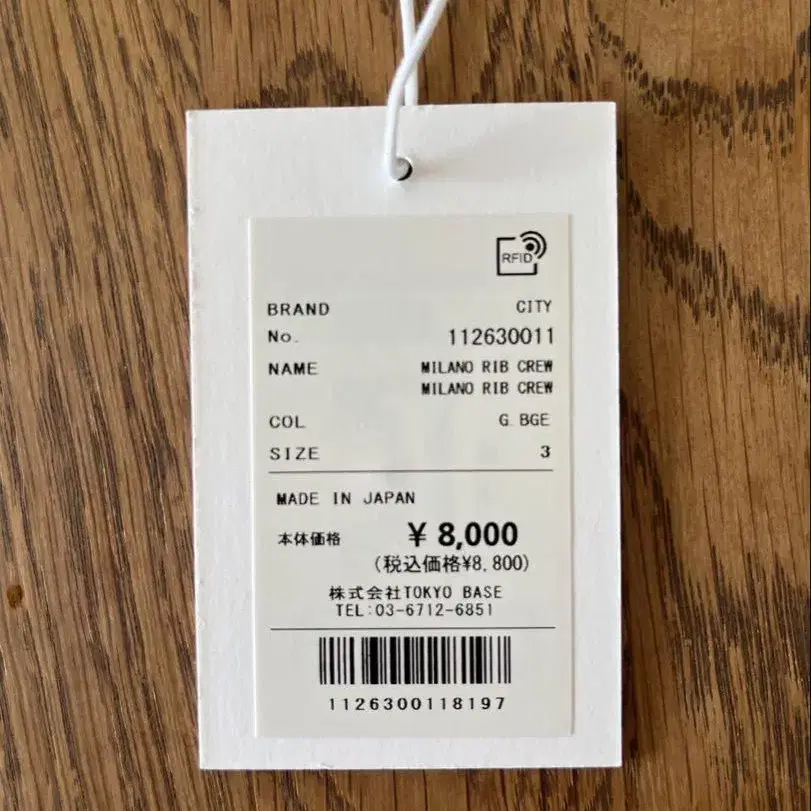 RFID
BRAND CITY
No. 112630011
NAME MILANO RIB CREW
MILANO RIB CREW
COL G.BGE
SIZE 3
MADE IN JAPAN
本体価格 ¥ 8,000
(税込価格¥8,800)
株式会社TOKYO BASE
TEL:03-6712-6851
1126300118197